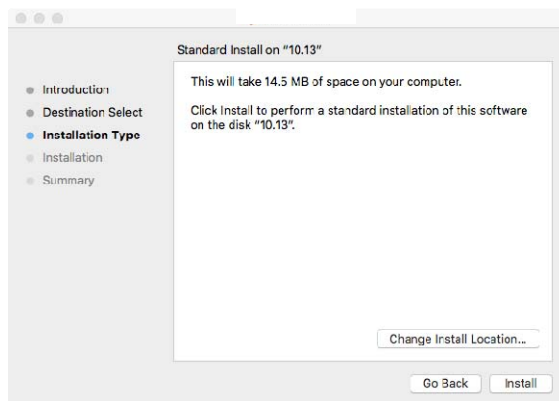 Standard Install on "10.13"
Introduction
Destination Select
Installation Type
Installation
Summary
This will take 14.5 MB of space on your computer.
Click Install to perform a standard installation of this software
on the disk "10.13".
Change Install Location...
Go Back
Install